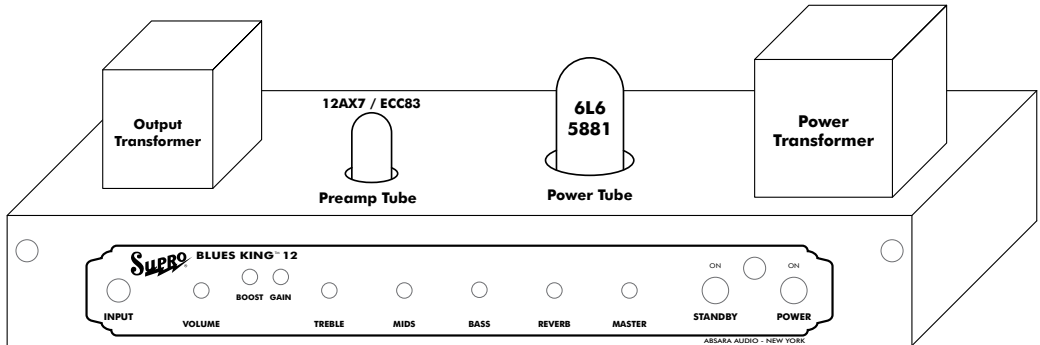 12AX7 / ECC83
Output
Transformer
6L6
5881
Power
Transformer
Preamp Tube
Power Tube
SUPRO® BLUES KING™ 12
ON
ON
BOOST GAIN
INPUT
VOLUME
TREBLE
MIDS
BASS
REVERB
MASTER
STANDBY
POWER
ABSARA AUDIO - NEW YORK